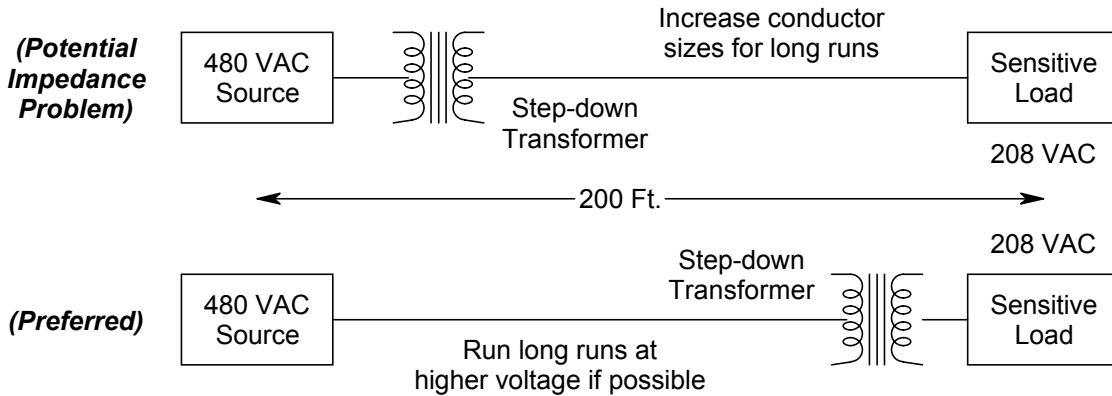 (Potential
Impedance
Problem)
480 VAC
Source
Step-down
Transformer
Increase conductor
sizes for long runs
Sensitive
Load
208 VAC
200 Ft.
208 VAC
(Preferred)
480 VAC
Source
Run long runs at
higher voltage if possible
Step-down
Transformer
Sensitive
Load